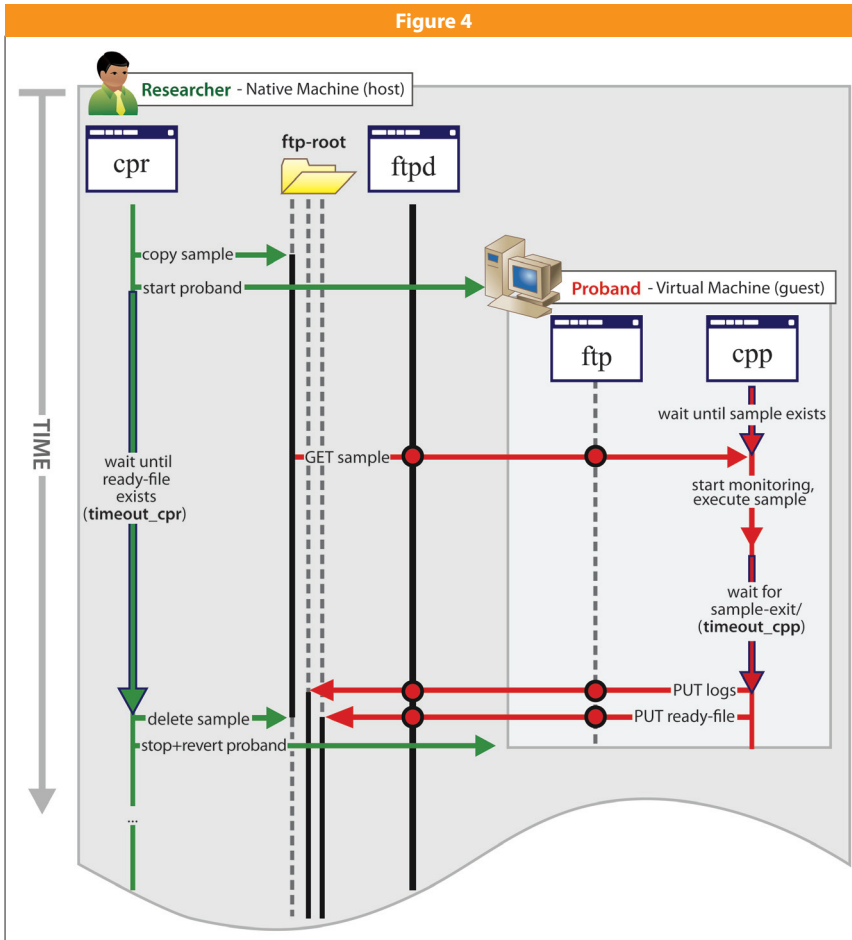 Figure 4
Researcher - Native Machine (host)
cpr
ftp-root
ftpd
copy sample
start proband
Proband - Virtual Machine (guest)
ftp
cpp
wait until sample exists
TIME
GET sample
wait until
ready-file
exists
(timeout_cpr)
start monitoring,
execute sample
wait for
sample-exit/
(timeout_cpp)
PUT logs
delete sample
PUT ready-file
stop+revert proband
...